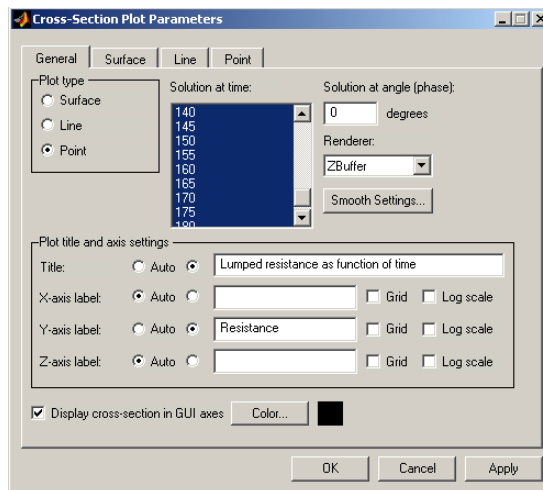 Cross-Section Plot Parameters
General Surface Line Point
Plot type
Surface
Line
Point
Solution at time:
140
145
150
155
160
165
170
175
180
Solution at angle (phase):
0 degrees
Renderer:
ZBuffer
Smooth Settings...
Plot title and axis settings
Title: Auto Lumped resistance as function of time
X-axis label: Auto Grid Log scale
Y-axis label: Auto Resistance Grid Log scale
Z-axis label: Auto Grid Log scale
Display cross-section in GUI axes Color...
OK Cancel Apply